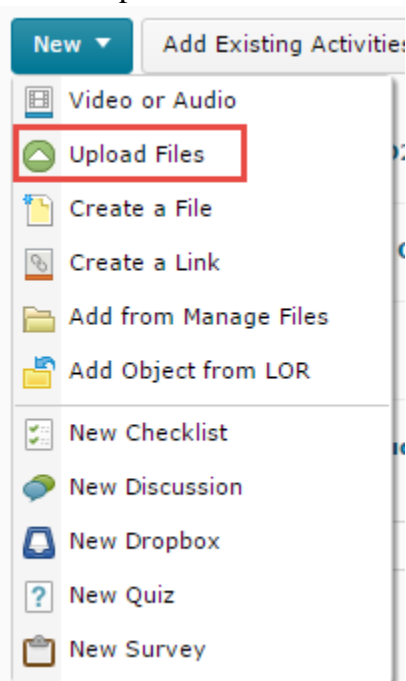 New Add Existing Activities
Video or Audio
Upload Files
Create a File
Create a Link
Add from Manage Files
Add Object from LOR
New Checklist
New Discussion
New Dropbox
New Quiz
New Survey